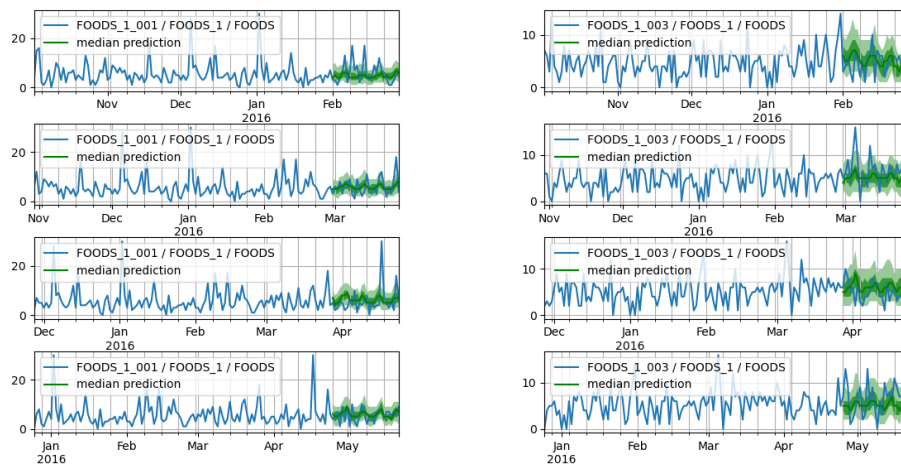 FOODS_1_001 / FOODS_1 / FOODS
median prediction
20
0
Nov
Dec
Jan
2016
Feb
FOODS_1_003 / FOODS_1 / FOODS
median prediction
10
0
Nov
Dec
Jan
2016
Feb
FOODS_1_001 / FOODS_1 / FOODS
median prediction
20
0
Nov
Dec
Jan
2016
Feb
Mar
FOODS_1_003 / FOODS_1 / FOODS
median prediction
10
0
Nov
Dec
Jan
2016
Feb
Mar
FOODS_1_001 / FOODS_1 / FOODS
median prediction
20
0
Dec
Jan
2016
Feb
Mar
Apr
FOODS_1_003 / FOODS_1 / FOODS
median prediction
10
0
Dec
Jan
2016
Feb
Mar
Apr
FOODS_1_001 / FOODS_1 / FOODS
median prediction
20
0
Jan
2016
Feb
Mar
Apr
May
FOODS_1_003 / FOODS_1 / FOODS
median prediction
10
0
Jan
2016
Feb
Mar
Apr
May